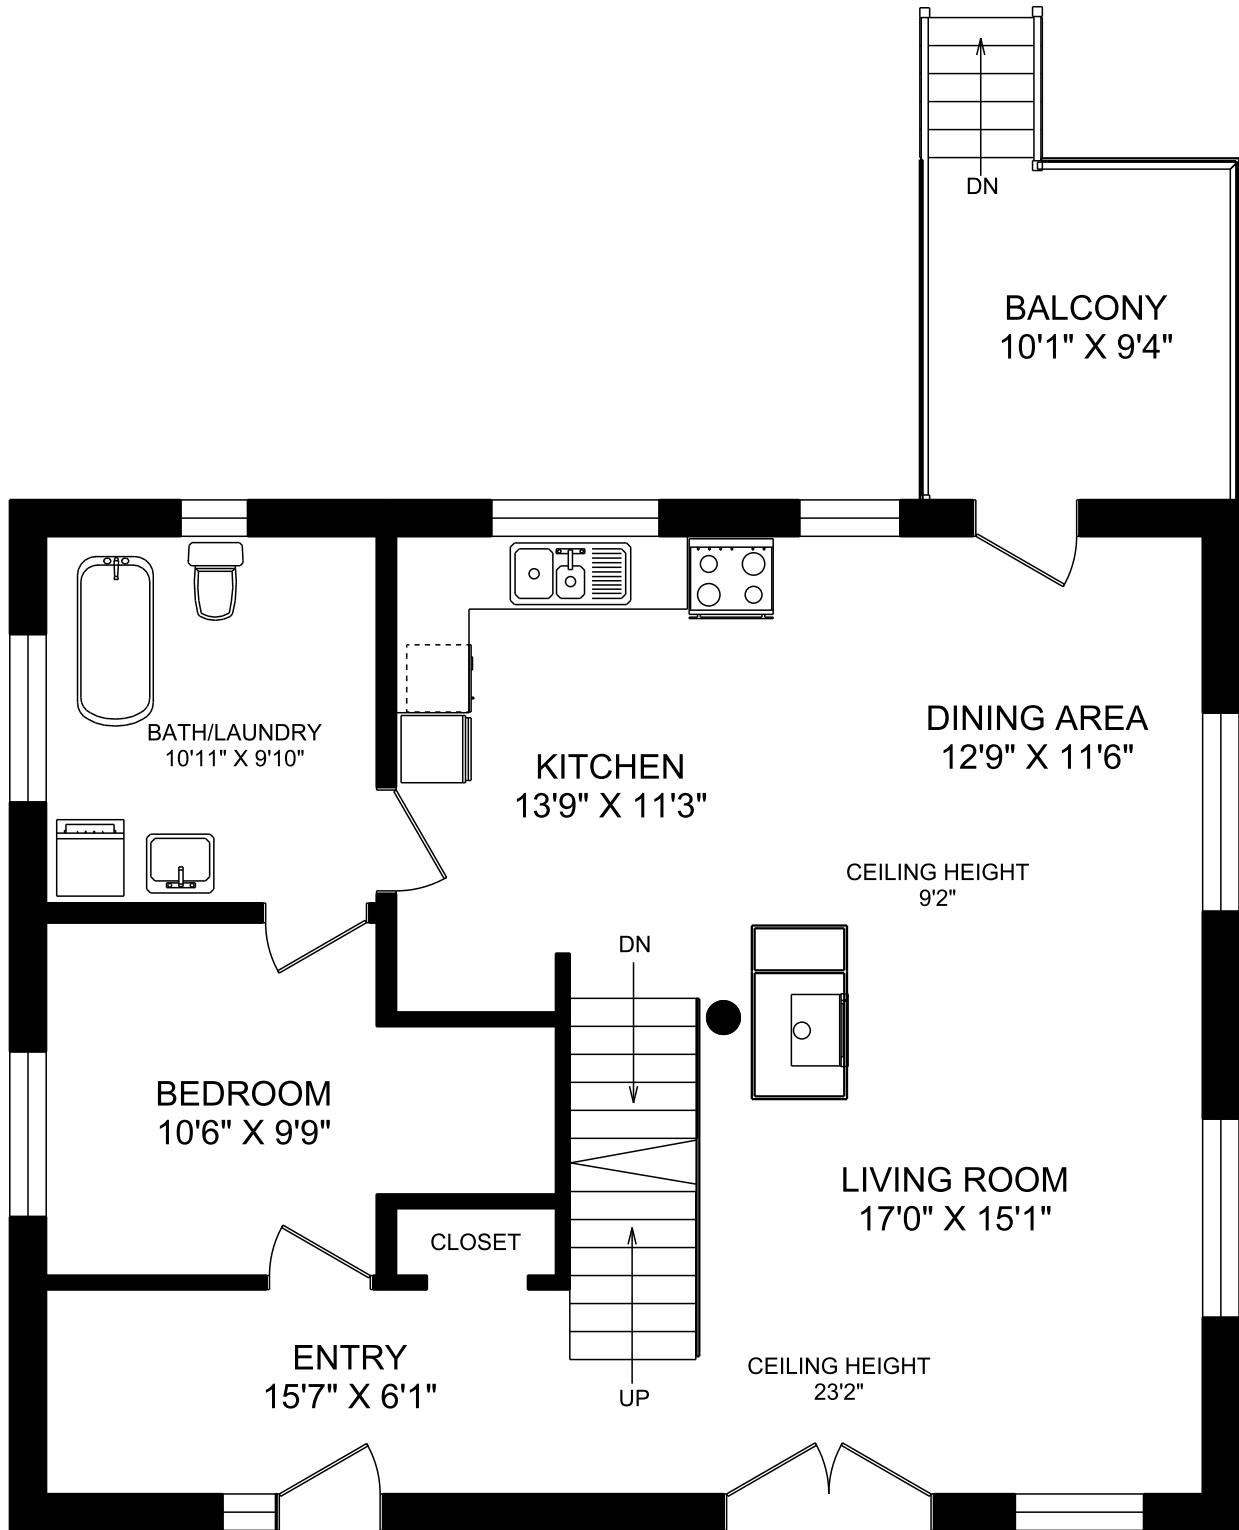 DN
BALCONY
10'1" X 9'4"
BATH/LAUNDRY
10'11" X 9'10"
KITCHEN
13'9" X 11'3"
DINING AREA
12'9" X 11'6"
CEILING HEIGHT
9'2"
DN
BEDROOM
10'6" X 9'9"
LIVING ROOM
17'0" X 15'1"
CLOSET
ENTRY
15'7" X 6'1"
UP
CEILING HEIGHT
23'2"